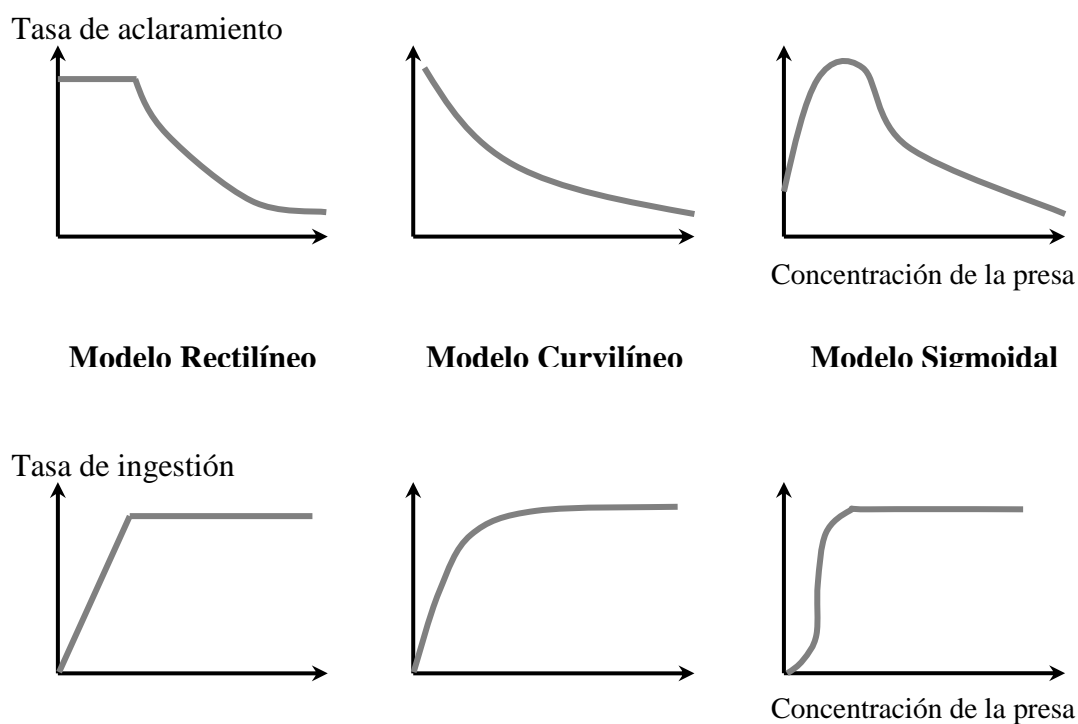 Tasa de aclaramiento
Concentración de la presa
Modelo Rectilíneo
Modelo Curvilíneo
Modelo Sigmoidal
Tasa de ingestión
Concentración de la presa